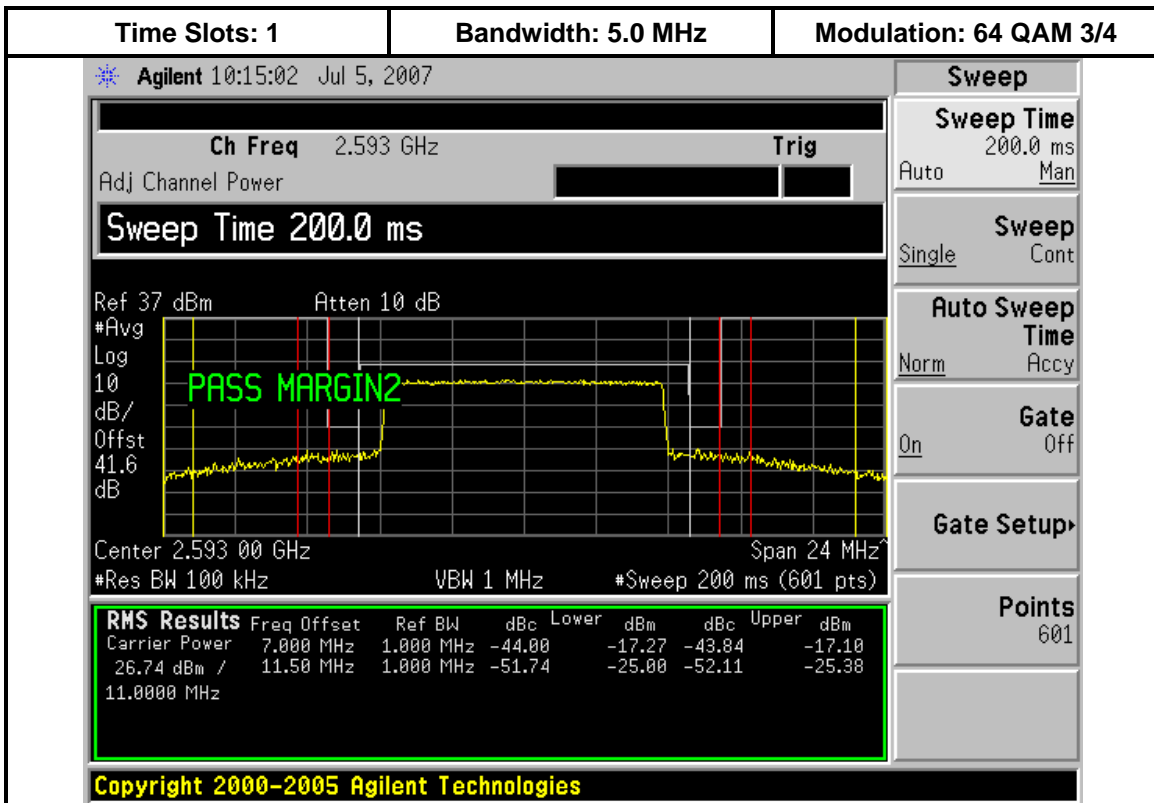 Time Slots: 1 Bandwidth: 5.0 MHz Modulation: 64 QAM 3/4
Agilent 10:15:02 Jul 5, 2007 Sweep
Ch Freq 2.593 GHz Trig
Adj Channel Power
Sweep Time 200.0 ms
Ref 37 dBm Atten 10 dB
#Avg
Log
10
dB/
Offst
41.6
dB
PASS MARGIN2
Center 2.593 00 GHz Span 24 MHz^
#Res BW 100 kHz VBW 1 MHz #Sweep 200 ms (601 pts)
RMS Results Freq Offset Ref BW dBc Lower dBm dBc Upper dBm
Carrier Power 7.000 MHz 1.000 MHz -44.00 -17.27 -43.84 -17.10
26.74 dBm / 11.50 MHz 1.000 MHz -51.74 -25.00 -52.11 -25.38
11.0000 MHz
Sweep Time
200.0 ms
Auto Man
Sweep
Single Cont
Auto Sweep
Time
Norm Accy
Gate
On Off
Gate Setup▸
Points
601
Copyright 2000-2005 Agilent Technologies